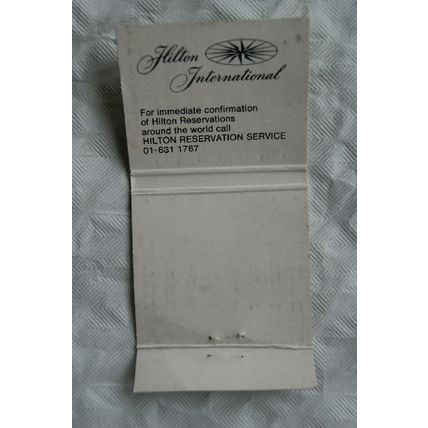 Hilton
International
For immediate confirmation
of Hilton Reservations
around the world call
HILTON RESERVATION SERVICE
01-631 1767